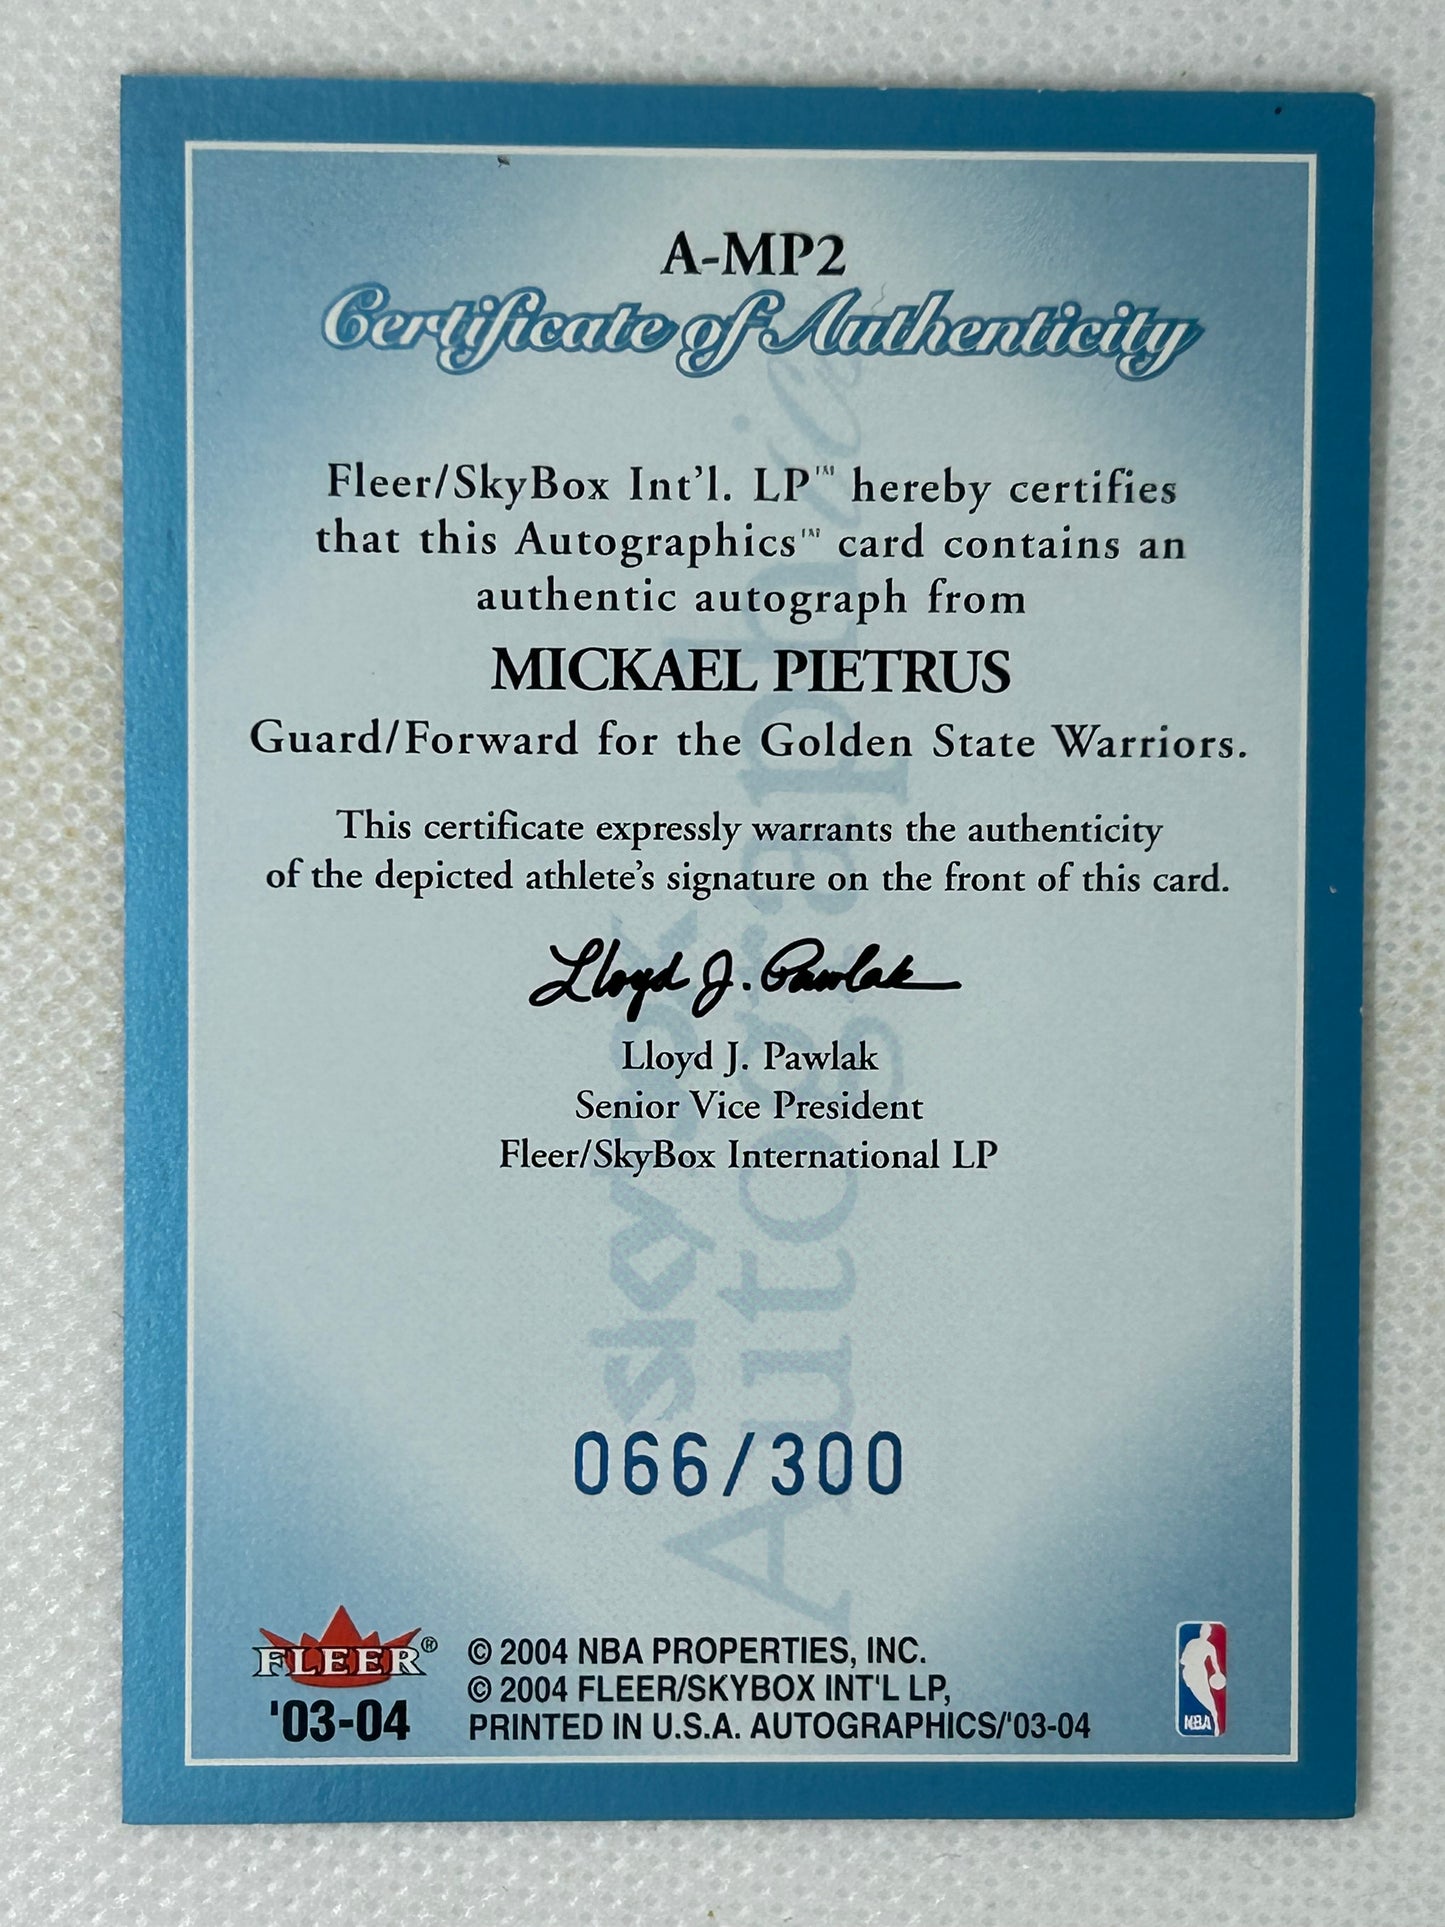 A-MP2
Certificate of Authenticity
Fleer/SkyBox Int'l. LP™ hereby certifies
that this Autographics™ card contains an
authentic autograph from
MICKAEL PIETRUS
Guard/Forward for the Golden State Warriors.
This certificate expressly warrants the authenticity
of the depicted athlete's signature on the front of this card.
Lloyd J. Pawlak
Lloyd J. Pawlak
Senior Vice President
Fleer/SkyBox International LP
SkyBox
Autographics
066/300
FLEER®
'03-04
© 2004 NBA PROPERTIES, INC.
© 2004 FLEER/SKYBOX INT'L LP,
PRINTED IN U.S.A. AUTOGRAPHICS/'03-04
NBA